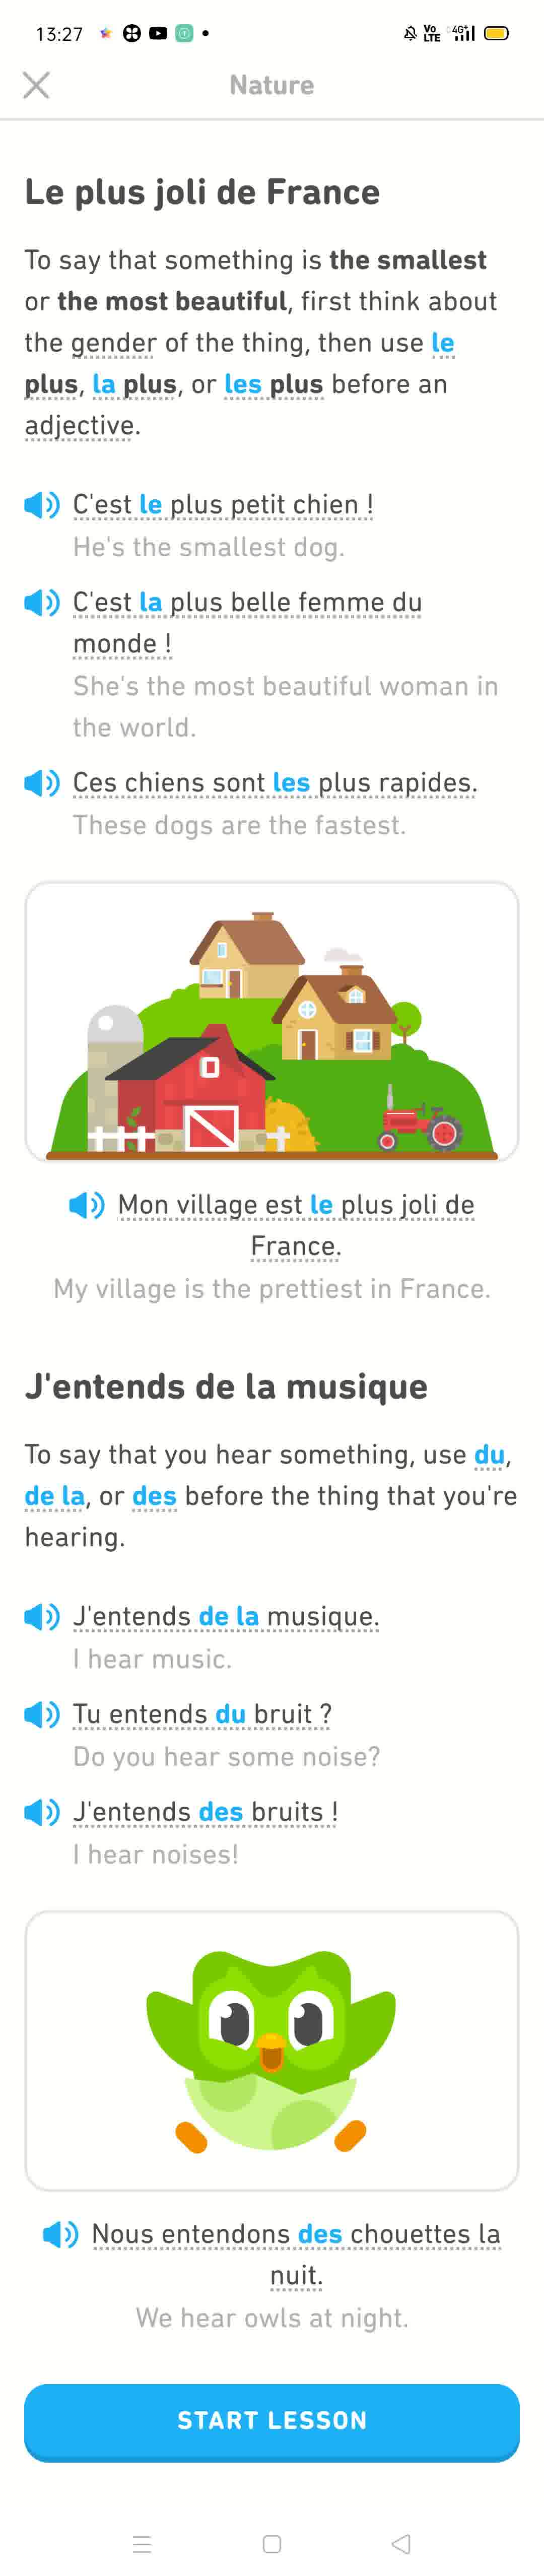 13:27
Vo
LTE
4G+
Nature
Le plus joli de France
To say that something is the smallest
or the most beautiful, first think about
the gender of the thing, then use le
plus, la plus, or les plus before an
adjective.
C'est le plus petit chien !
He's the smallest dog.
C'est la plus belle femme du
monde !
She's the most beautiful woman in
the world.
Ces chiens sont les plus rapides.
These dogs are the fastest.
Mon village est le plus joli de
France.
My village is the prettiest in France.
J'entends de la musique
To say that you hear something, use du,
de la, or des before the thing that you're
hearing.
J'entends de la musique.
I hear music.
Tu entends du bruit ?
Do you hear some noise?
J'entends des bruits !
I hear noises!
Nous entendons des chouettes la
nuit.
We hear owls at night.
START LESSON